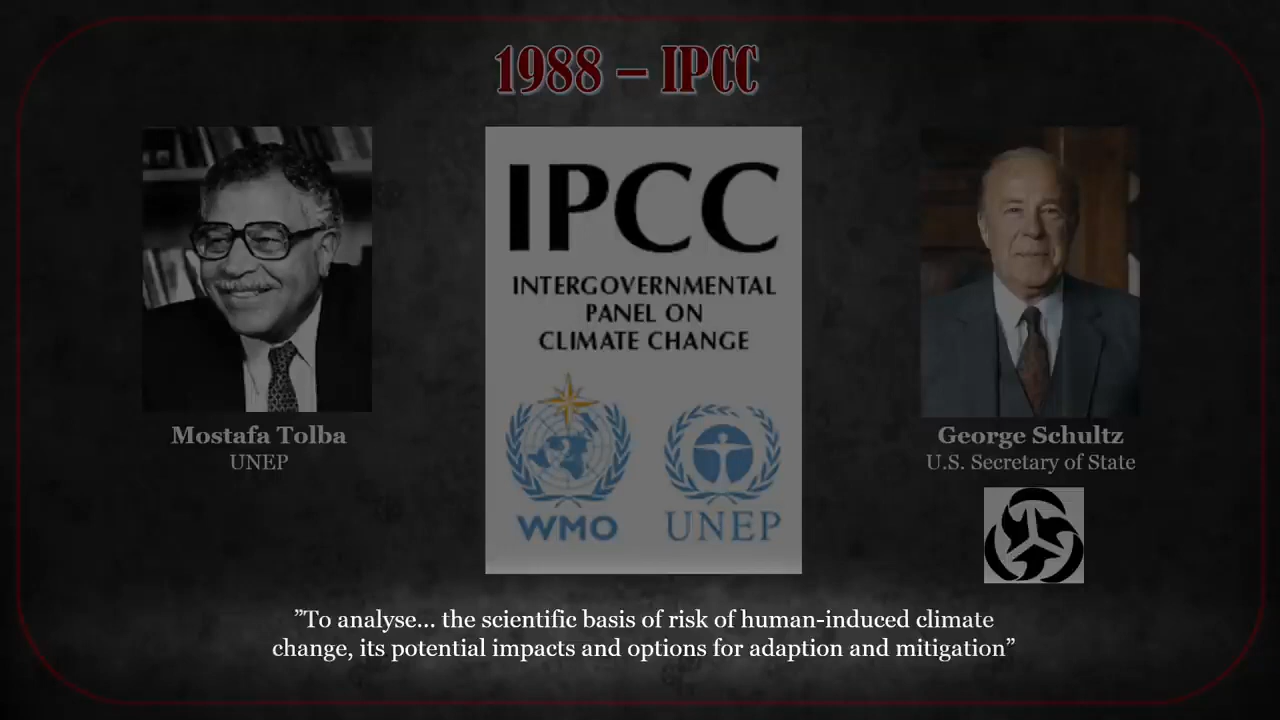 1988 – IPCC
IPCC
INTERGOVERNMENTAL
PANEL ON
CLIMATE CHANGE
WMO
UNEP
Mostafa Tolba
UNEP
George Schultz
U.S. Secretary of State
”To analyse... the scientific basis of risk of human-induced climate
change, its potential impacts and options for adaption and mitigation”